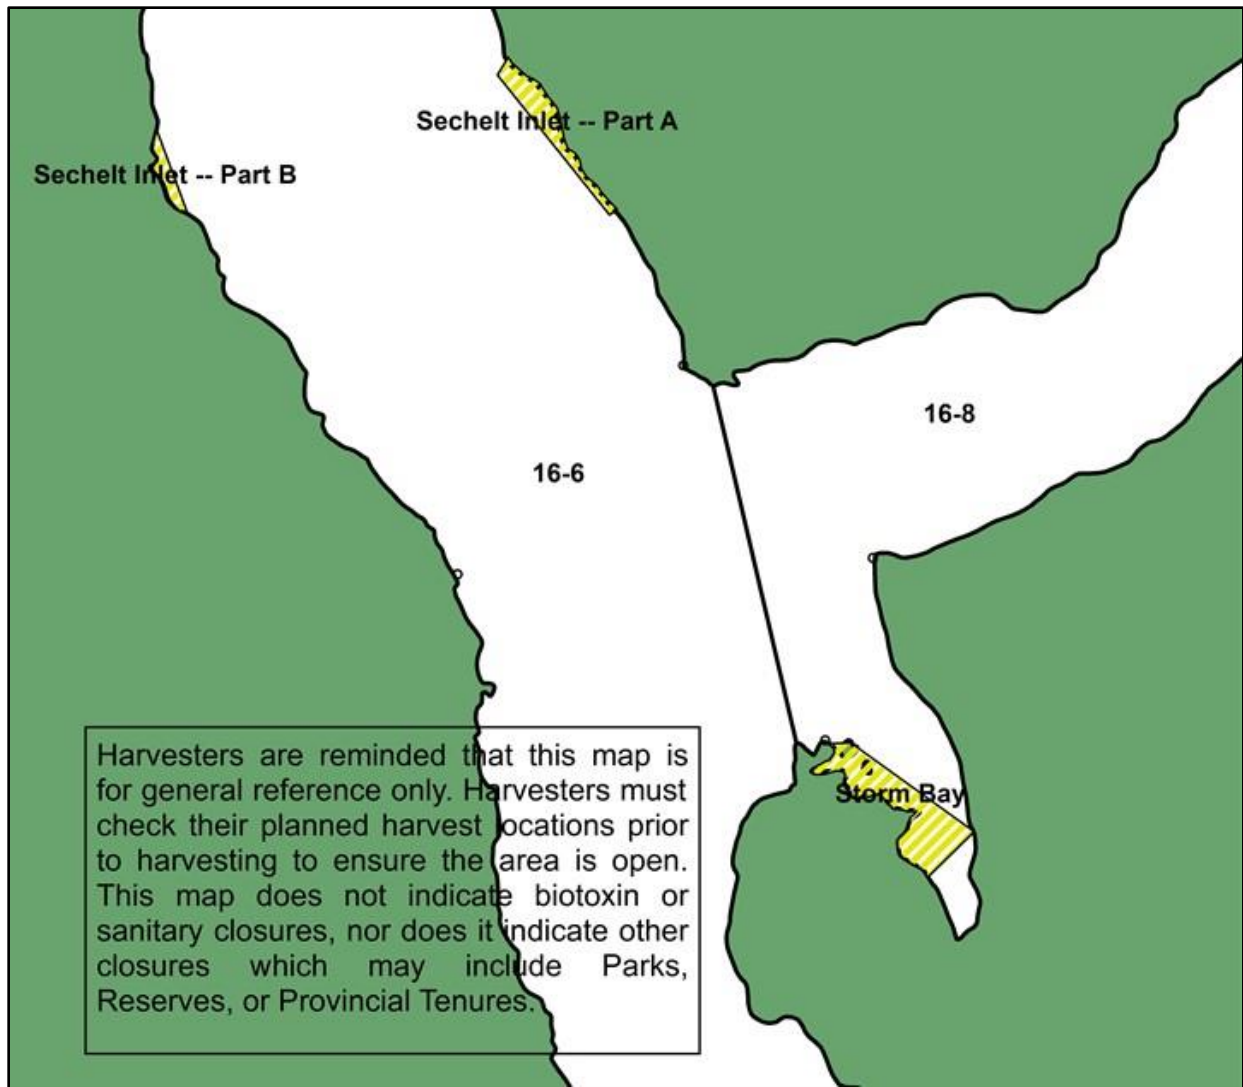 Sechelt Inlet -- Part A
Sechelt Inlet -- Part B
16-8
16-6
Storm Bay
Harvesters are reminded that this map is
for general reference only. Harvesters must
check their planned harvest locations prior
to harvesting to ensure the area is open.
This map does not indicate biotoxin or
sanitary closures, nor does it indicate other
closures which may include Parks,
Reserves, or Provincial Tenures.